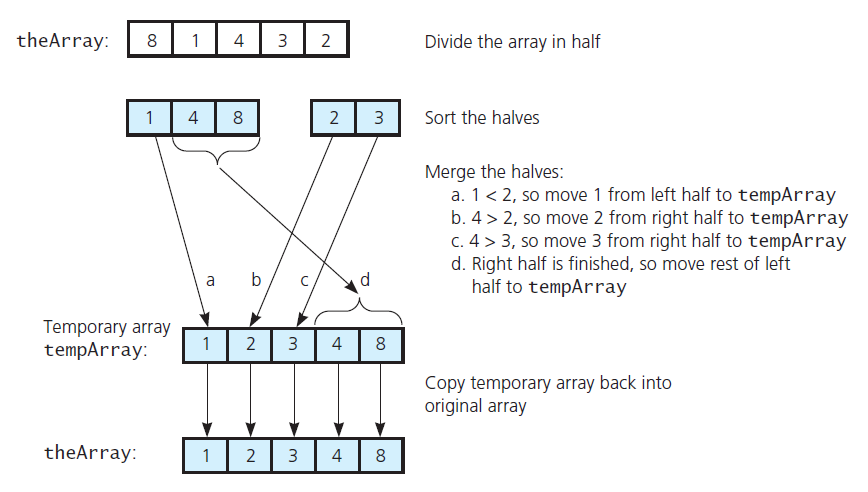 theArray: 8 1 4 3 2 Divide the array in half
1 4 8 2 3 Sort the halves
Merge the halves:
a. 1 < 2, so move 1 from left half to tempArray
b. 4 > 2, so move 2 from right half to tempArray
c. 4 > 3, so move 3 from right half to tempArray
d. Right half is finished, so move rest of left
half to tempArray
a b c d
Temporary array
tempArray: 1 2 3 4 8
Copy temporary array back into
original array
theArray: 1 2 3 4 8